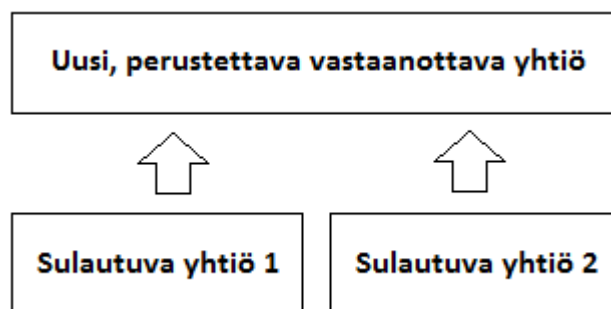 Uusi, perustettava vastaanottava yhtiö
Sulautuva yhtiö 1
Sulautuva yhtiö 2